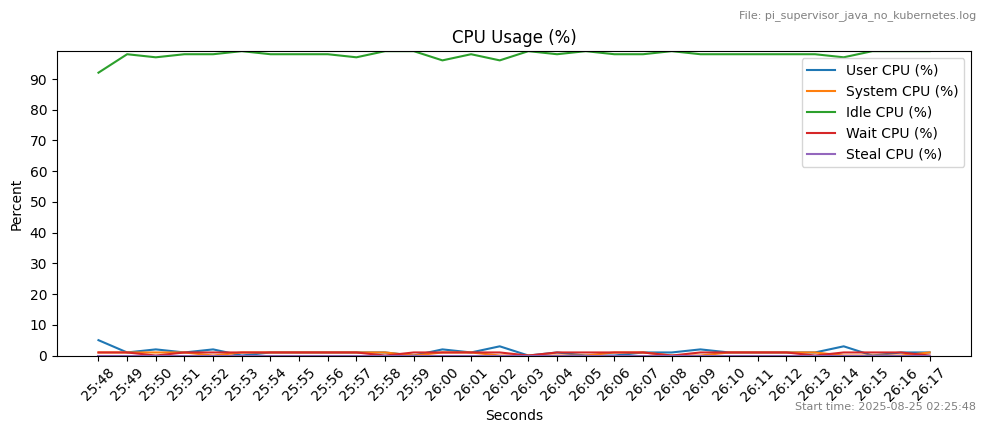 File: pi_supervisor_java_no_kubernetes.log
CPU Usage (%)
User CPU (%)
System CPU (%)
Idle CPU (%)
Wait CPU (%)
Steal CPU (%)
Percent
90
80
70
60
50
40
30
20
10
0
25:48 25:49 25:50 25:51 25:52 25:53 25:54 25:55 25:56 25:57 25:58 25:59 26:00 26:01 26:02 26:03 26:04 26:05 26:06 26:07 26:08 26:09 26:10 26:11 26:12 26:13 26:14 26:15 26:16 26:17
Seconds
Start time: 2025-08-25 02:25:48